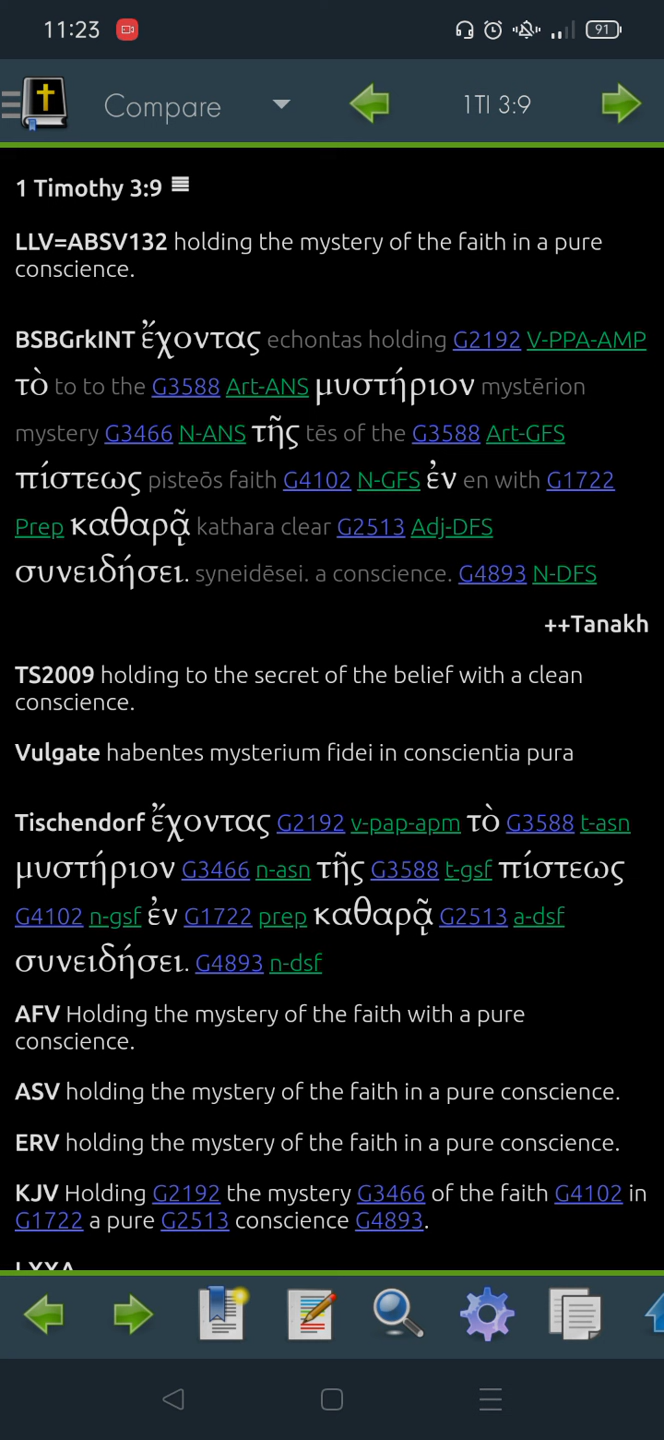 11:23
91
Compare
1TI 3:9
1 Timothy 3:9
LLV=ABSV132 holding the mystery of the faith in a pure
conscience.
BSBGrkINT ἔχοντας echontas holding G2192 V-PPA-AMP
τὸ to to the G3588 Art-ANS μυστήριον mystērion
mystery G3466 N-ANS τῆς tēs of the G3588 Art-GFS
πίστεως pisteōs faith G4102 N-GFS ἐν en with G1722
Prep καθαρᾷ kathara clear G2513 Adj-DFS
συνειδήσει. syneidēsei. a conscience. G4893 N-DFS
++Tanakh
TS2009 holding to the secret of the belief with a clean
conscience.
Vulgate habentes mysterium fidei in conscientia pura
Tischendorf ἔχοντας G2192 v-pap-apm τὸ G3588 t-asn
μυστήριον G3466 n-asn τῆς G3588 t-gsf πίστεως
G4102 n-gsf ἐν G1722 prep καθαρᾷ G2513 a-dsf
συνειδήσει. G4893 n-dsf
AFV Holding the mystery of the faith with a pure
conscience.
ASV holding the mystery of the faith in a pure conscience.
ERV holding the mystery of the faith in a pure conscience.
KJV Holding G2192 the mystery G3466 of the faith G4102 in
G1722 a pure G2513 conscience G4893.